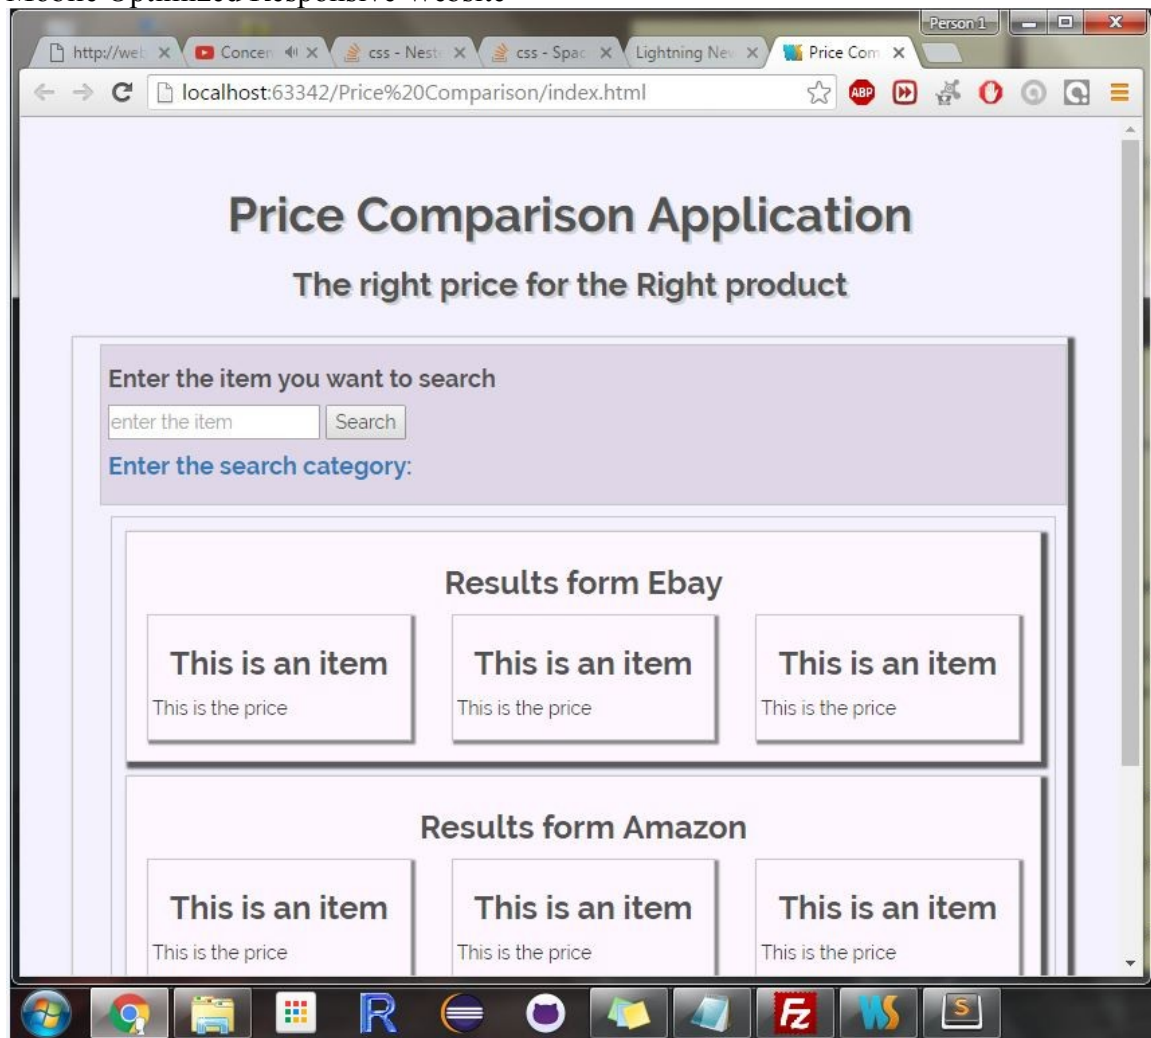 Mobile Optimized Responsive Website
Person 1
http://web
Concen
css - Nest
css - Spac
Lightning Nev
Price Com
localhost:63342/Price%20Comparison/index.html
ABP
Price Comparison Application
The right price for the Right product
Enter the item you want to search
enter the item
Search
Enter the search category:
Results form Ebay
This is an item This is an item This is an item
This is the price This is the price This is the price
Results form Amazon
This is an item This is an item This is an item
This is the price This is the price This is the price
R
Fz
WS
S